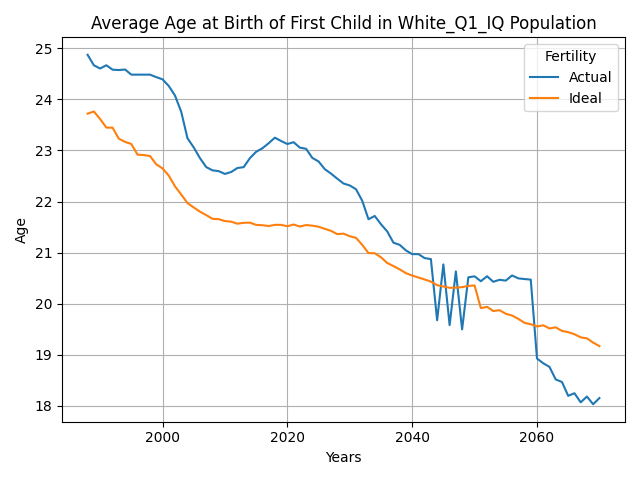 Average Age at Birth of First Child in White_Q1_IQ Population
Fertility
Actual
Ideal
25
24
23
22
21
20
19
18
Age
2000
2020
2040
2060
Years